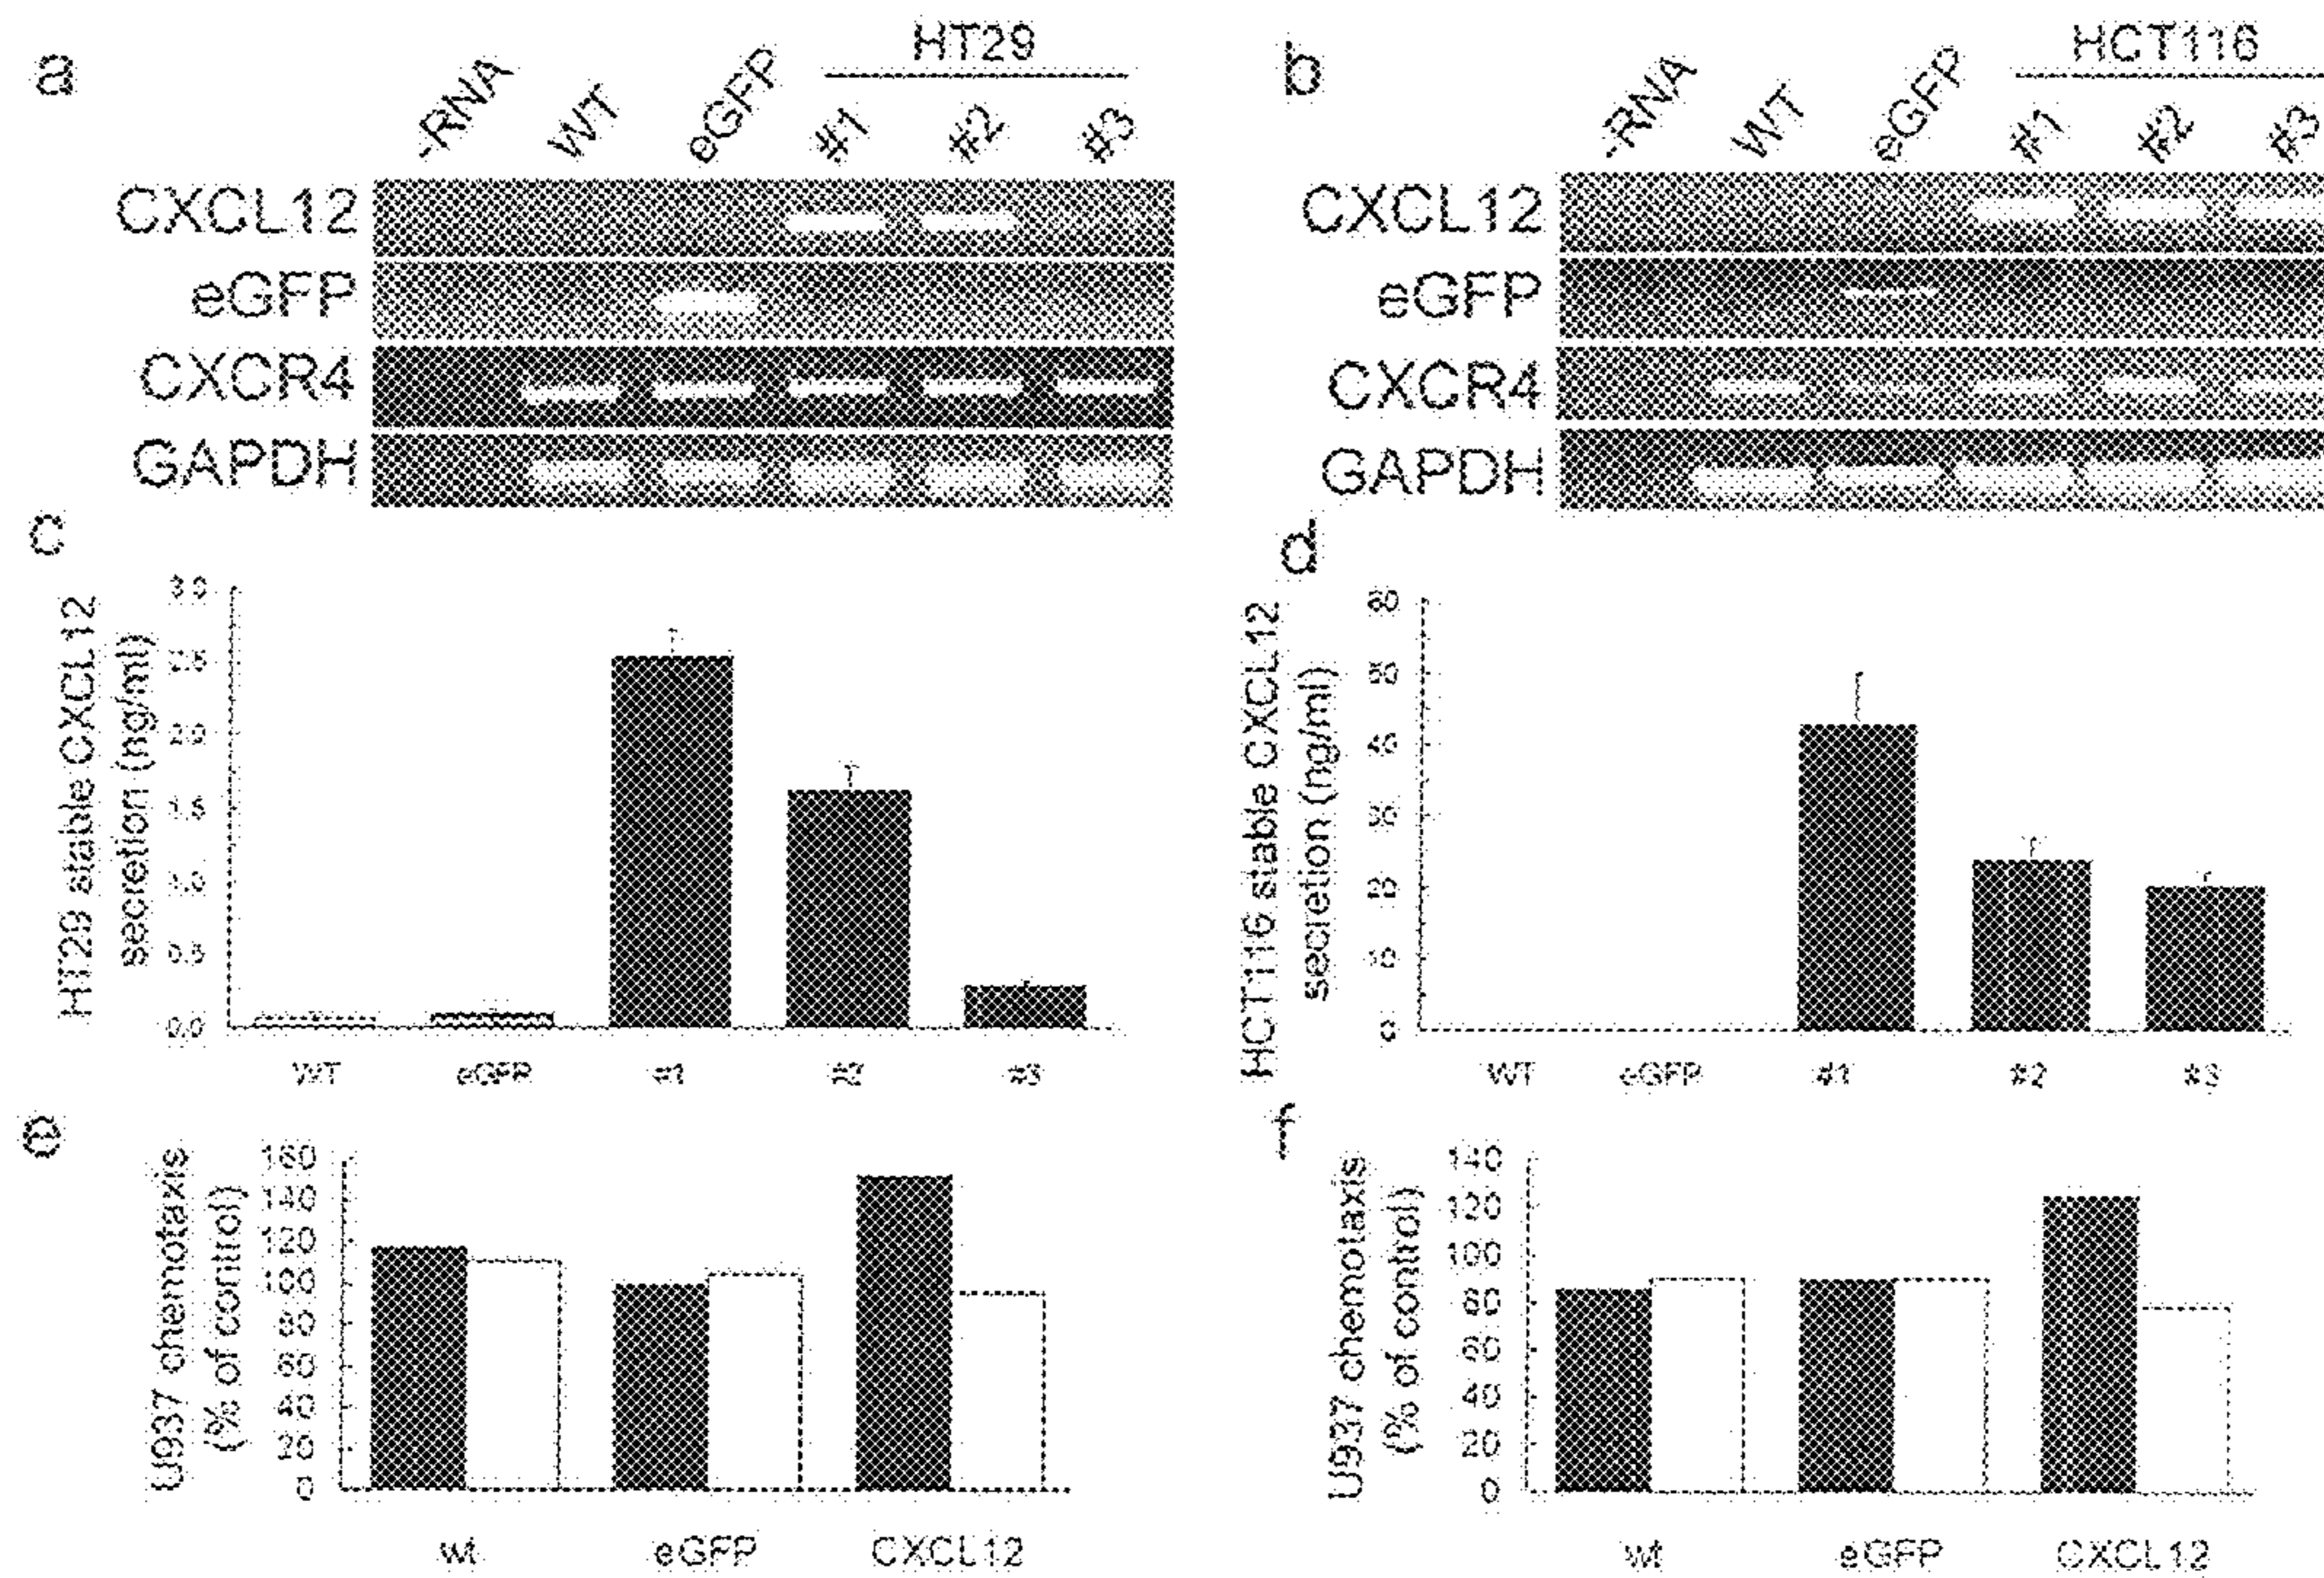 a
HT29
-RNA WT eGFP #1 #2 #3
CXCL12
eGFP
CXCR4
GAPDH
b
HCT116
-RNA WT eGFP #1 #2 #3
CXCL12
eGFP
CXCR4
GAPDH
c
HT29 stable CXCL12
secretion (ng/ml)
3.0
2.5
2.0
1.5
1.0
0.5
0.0
WT eGFP #1 #2 #3
d
HCT116 stable CXCL12
secretion (ng/ml)
60
50
40
30
20
10
0
WT eGFP #1 #2 #3
e
U937 chemotaxis
(% of control)
160
140
120
100
80
60
40
20
0
wt eGFP CXCL12
f
U937 chemotaxis
(% of control)
140
120
100
80
60
40
20
0
wt eGFP CXCL12